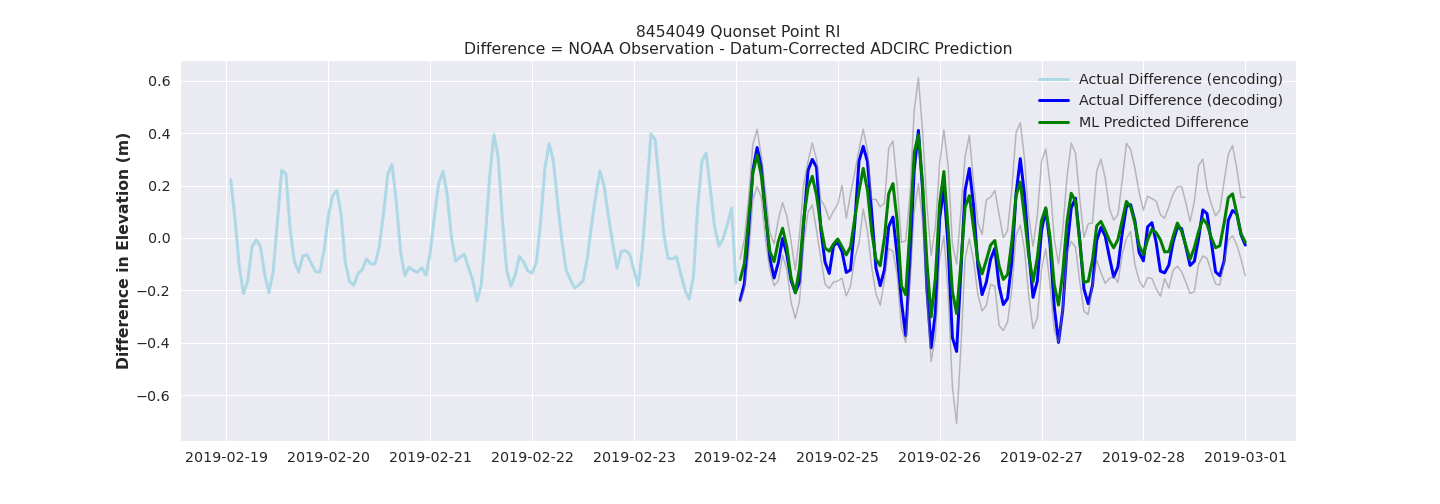 8454049 Quonset Point RI
Difference = NOAA Observation - Datum-Corrected ADCIRC Prediction
Difference in Elevation (m)
0.6
0.4
0.2
0.0
−0.2
−0.4
−0.6
Actual Difference (encoding)
Actual Difference (decoding)
ML Predicted Difference
2019-02-19 2019-02-20 2019-02-21 2019-02-22 2019-02-23 2019-02-24 2019-02-25 2019-02-26 2019-02-27 2019-02-28 2019-03-01